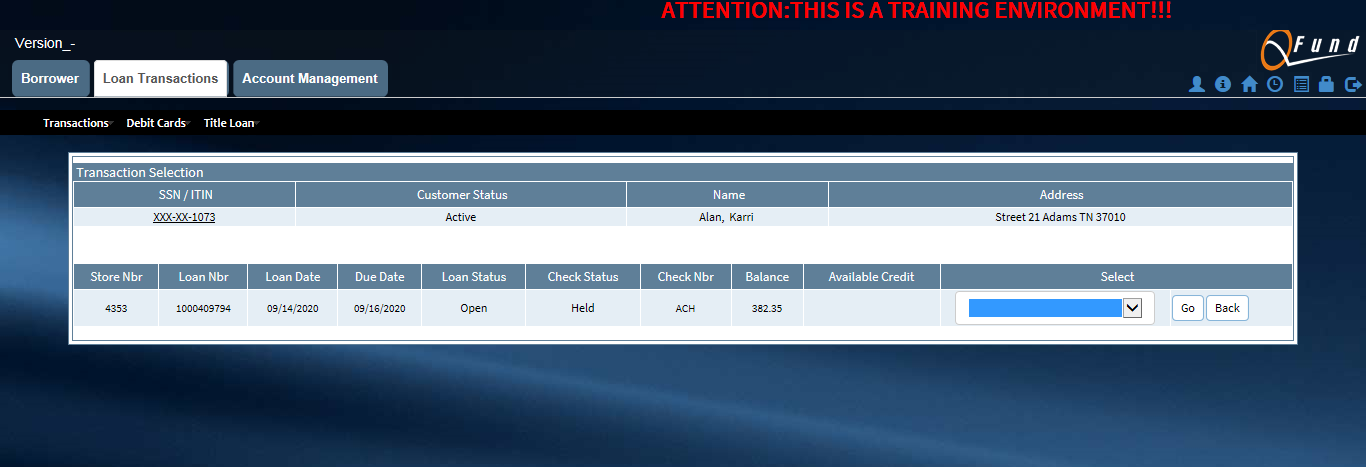 ATTENTION:THIS IS A TRAINING ENVIRONMENT!!!
Version_-
QFund
Borrower Loan Transactions Account Management
Transactions Debit Cards Title Loan
Transaction Selection
SSN / ITIN Customer Status Name Address
XXX-XX-1073 Active Alan, Karri Street 21 Adams TN 37010
Store Nbr Loan Nbr Loan Date Due Date Loan Status Check Status Check Nbr Balance Available Credit Select
4353 1000409794 09/14/2020 09/16/2020 Open Held ACH 382.35 Go Back